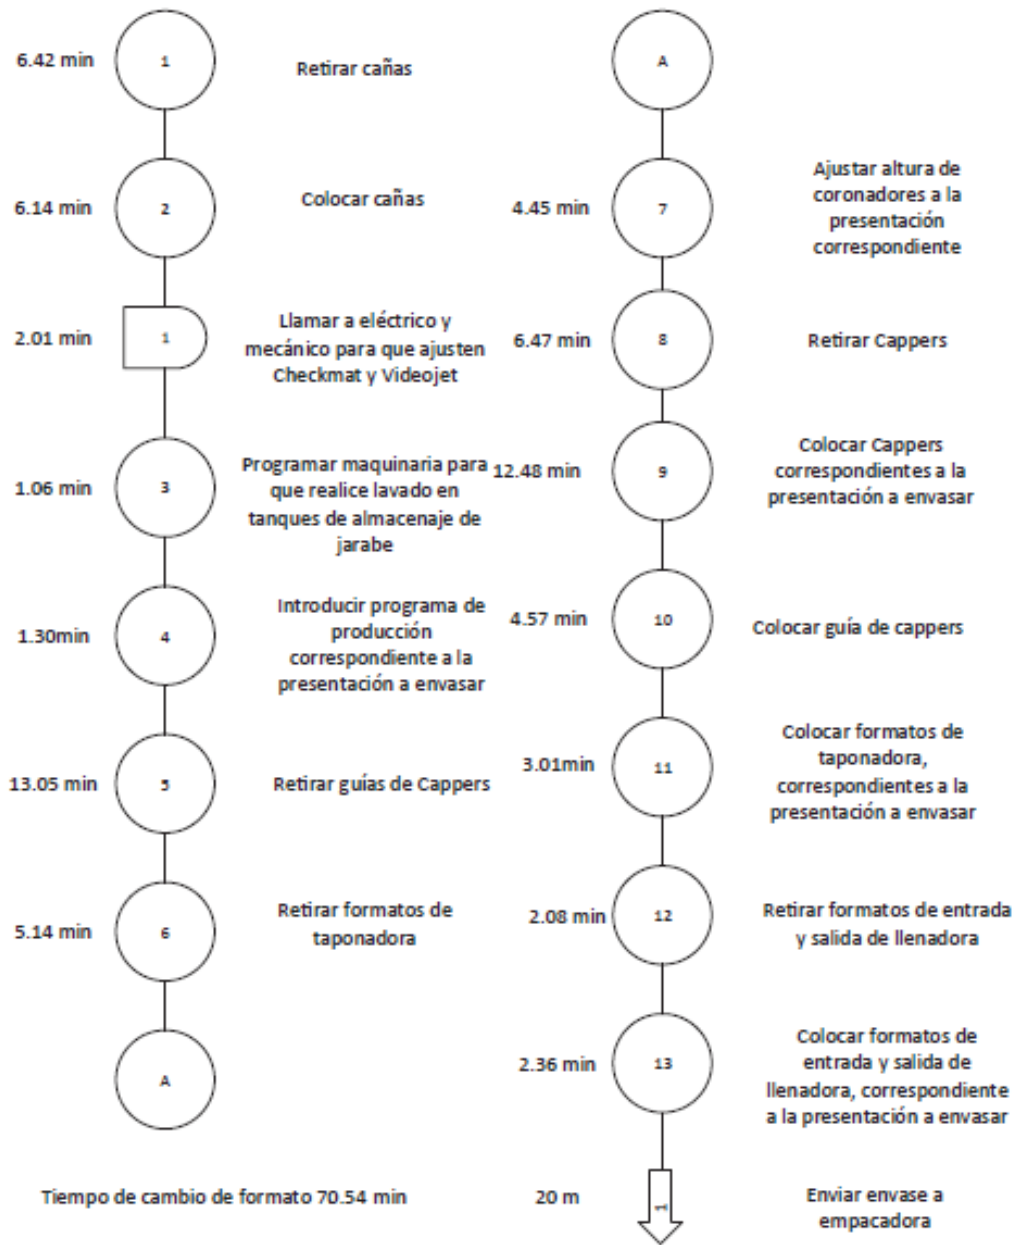 6.42 min
1
Retirar cañas
6.14 min
2
Colocar cañas
2.01 min
1
Llamar a eléctrico y
mecánico para que ajusten
Checkmat y Videojet
1.06 min
3
Programar maquinaria para
que realice lavado en
tanques de almacenaje de
jarabe
1.30min
4
Introducir programa de
producción
correspondiente a la
presentación a envasar
13.05 min
5
Retirar guías de Cappers
5.14 min
6
Retirar formatos de
taponadora
A
Tiempo de cambio de formato 70.54 min
A
4.45 min
7
Ajustar altura de
coronadores a la
presentación
correspondiente
6.47 min
8
Retirar Cappers
12.48 min
9
Colocar Cappers
correspondientes a la
presentación a envasar
4.57 min
10
Colocar guía de cappers
3.01min
11
Colocar formatos de
taponadora,
correspondientes a la
presentación a envasar
2.08 min
12
Retirar formatos de entrada
y salida de llenadora
2.36 min
13
Colocar formatos de
entrada y salida de
llenadora, correspondiente
a la presentación a envasar
20 m
1
Enviar envase a
empacadora